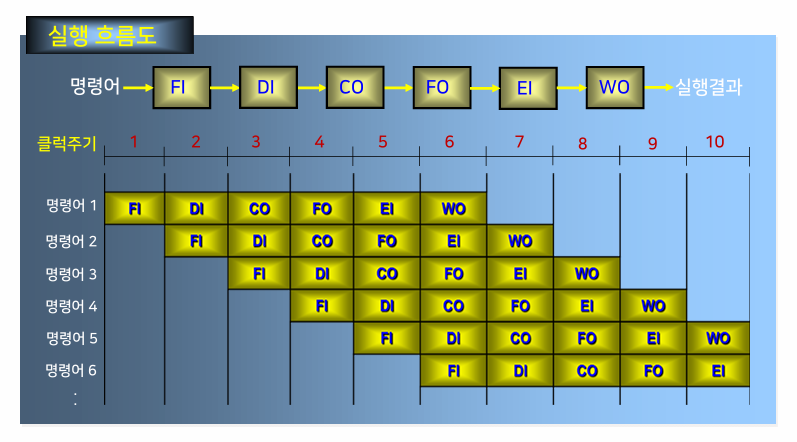 실행 흐름도
명령어 FI DI CO FO EI WO 실행결과
클럭주기 1 2 3 4 5 6 7 8 9 10
명령어 1 FI DI CO FO EI WO
명령어 2 FI DI CO FO EI WO
명령어 3 FI DI CO FO EI WO
명령어 4 FI DI CO FO EI WO
명령어 5 FI DI CO FO EI WO
명령어 6 FI DI CO FO EI
: